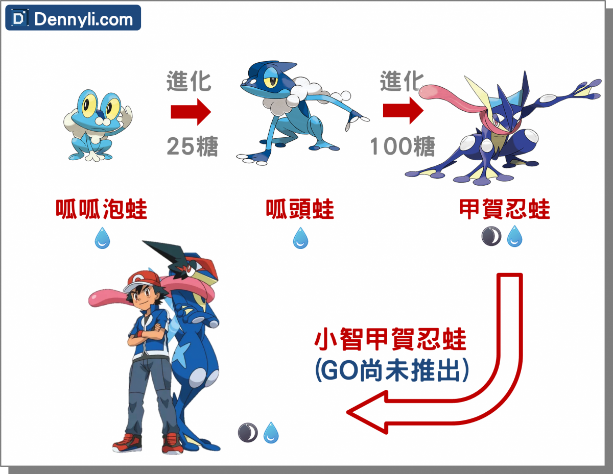 Dennyli.com
進化
25糖
進化
100糖
呱呱泡蛙
呱頭蛙
甲賀忍蛙
小智甲賀忍蛙
(GO尚未推出)